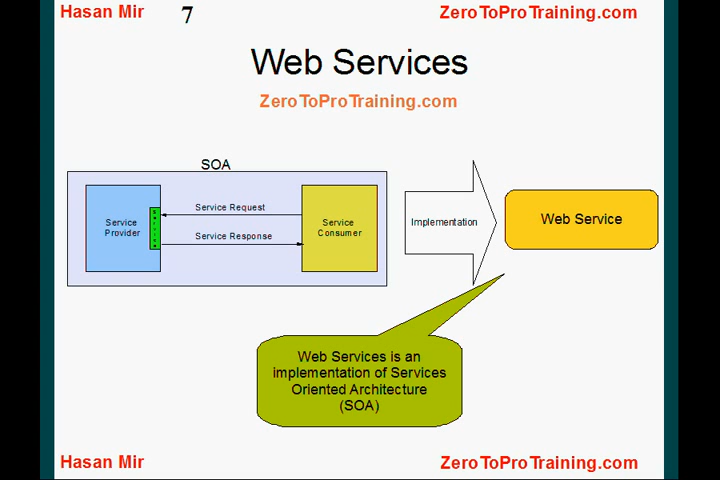 Hasan Mir
7
ZeroToProTraining.com
Web Services
ZeroToProTraining.com
SOA
Service
Provider
Service Request
Service Response
Service
Consumer
Implementation
Web Service
Web Services is an
implementation of Services
Oriented Architecture
(SOA)
Hasan Mir
ZeroToProTraining.com